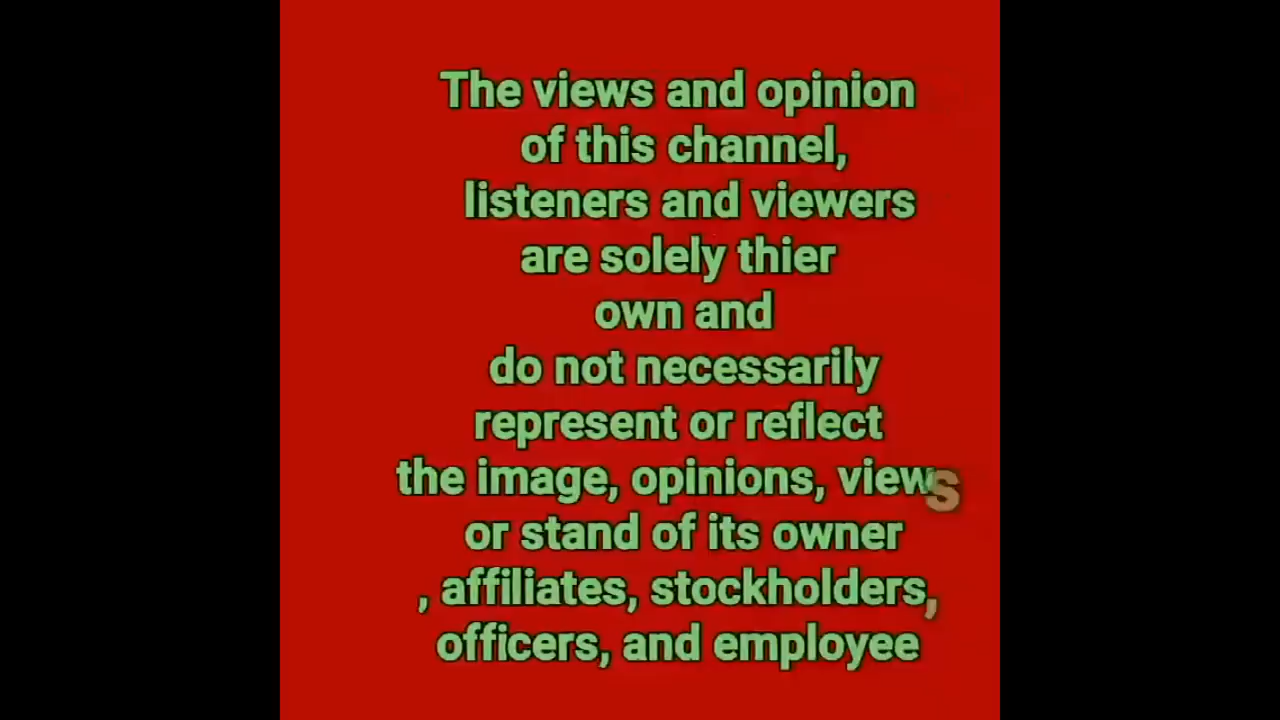 The views and opinion
of this channel,
listeners and viewers
are solely thier
own and
do not necessarily
represent or reflect
the image, opinions, views
or stand of its owner
, affiliates, stockholders,
officers, and employee